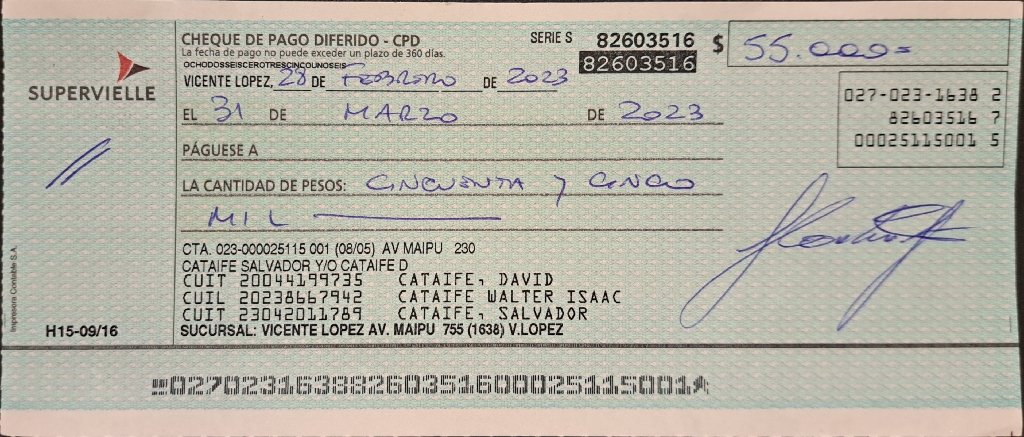 CHEQUE DE PAGO DIFERIDO - CPD
La fecha de pago no puede exceder un plazo de 360 días.
OCHODOSSEISCEROTRESCINCOUNOSEIS
SERIE S 82603516
82603516
$ 55.000=
VICENTE LOPEZ, 28 DE FEBRERO DE 2023
EL 31 DE MARZO DE 2023
SUPERVIELLE
027-023-1638 2
82603516 7
00025115001 5
PÁGUESE A
LA CANTIDAD DE PESOS: CINCUENTA Y CINCO
MIL
CTA. 023-000025115 001 (08/05) AV MAIPU 230
CATAIFE SALVADOR Y/O CATAIFE D
CUIT 20044199735 CATAIFE, DAVID
CUIL 20238667942 CATAIFE WALTER ISAAC
CUIT 23042011789 CATAIFE, SALVADOR
SUCURSAL: VICENTE LOPEZ AV. MAIPU 755 (1638) V.LOPEZ
Impresora Contable S.A.
H15-09/16
02702316388260351600025115001